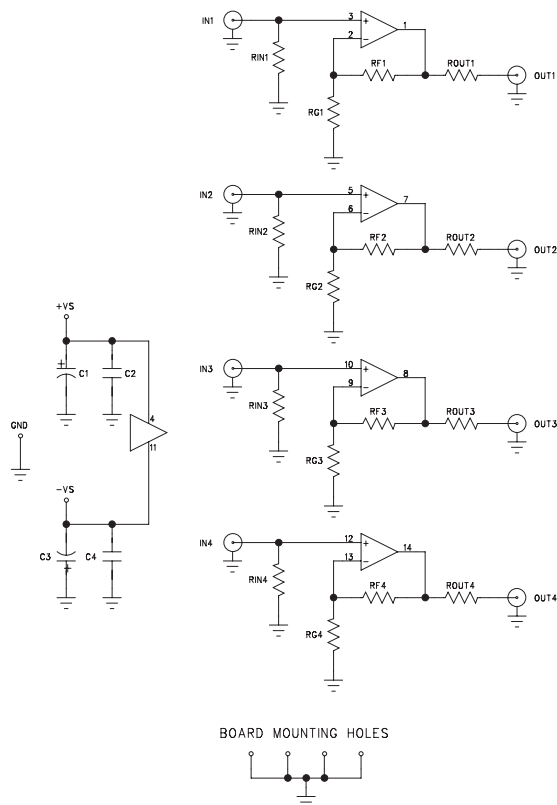 IN1
3
1
2
RIN1
RF1
ROUT1
OUT1
RG1
IN2
5
7
6
RIN2
RF2
ROUT2
OUT2
RG2
+VS
+
C1
C2
4
11
GND
-VS
C3
C4
+
IN3
10
8
9
RIN3
RF3
ROUT3
OUT3
RG3
IN4
12
14
13
RIN4
RF4
ROUT4
OUT4
RG4
BOARD MOUNTING HOLES